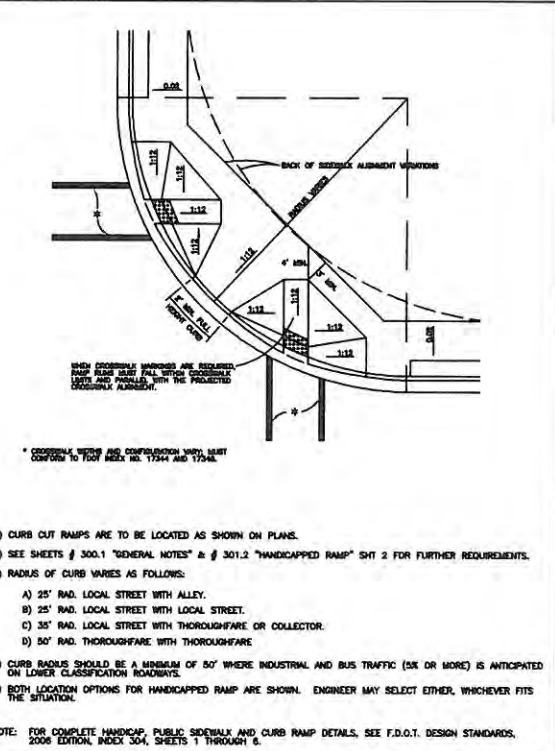 0.02
1:12
1:12
BACK OF SIDEWALK ALIGNMENT VARIATIONS
RADIUS VARIES
1:12
1:12
1:12
4' MIN.
3' MIN.
1:12
1:12
1:12
1:12
0.02
2' MIN. FULL
HEIGHT CURB
WHEN CROSSWALK MARKINGS ARE REQUIRED,
RAMP RUNS MUST FALL WITHIN CROSSWALK
LIMITS AND PARALLEL WITH THE PROJECTED
CROSSWALK ALIGNMENT.
* CROSSWALK WIDTHS AND CONFIGURATION VARY, MUST
CONFORM TO FDOT INDEX NO. 17344 AND 17346.
) CURB CUT RAMPS ARE TO BE LOCATED AS SHOWN ON PLANS.
) SEE SHEETS # 300.1 "GENERAL NOTES" & # 301.2 "HANDICAPPED RAMP" SHT 2 FOR FURTHER REQUIREMENTS.
) RADIUS OF CURB VARIES AS FOLLOWS:
A) 25' RAD. LOCAL STREET WITH ALLEY.
B) 25' RAD. LOCAL STREET WITH LOCAL STREET.
C) 35' RAD. LOCAL STREET WITH THOROUGHFARE OR COLLECTOR.
D) 50' RAD. THOROUGHFARE WITH THOROUGHFARE
) CURB RADIUS SHOULD BE A MINIMUM OF 50' WHERE INDUSTRIAL AND BUS TRAFFIC (5% OR MORE) IS ANTICIPATED
ON LOWER CLASSIFICATION ROADWAYS.
) BOTH LOCATION OPTIONS FOR HANDICAPPED RAMP ARE SHOWN. ENGINEER MAY SELECT EITHER, WHICHEVER FITS
THE SITUATION.
OTE: FOR COMPLETE HANDICAP, PUBLIC SIDEWALK AND CURB RAMP DETAILS, SEE F.D.O.T. DESIGN STANDARDS,
2006 EDITION, INDEX 304, SHEETS 1 THROUGH 6.